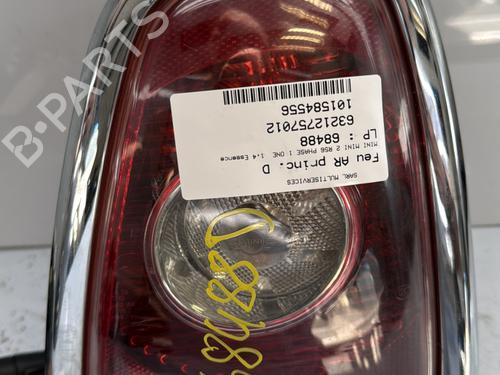 B-PARTS
SARL MULTISERVICES
Feu AR princ. D
MINI MINI 2 R56 PHASE 1 ONE 1.4 Essence
LP : 68488
63212757012
101584556
68488D